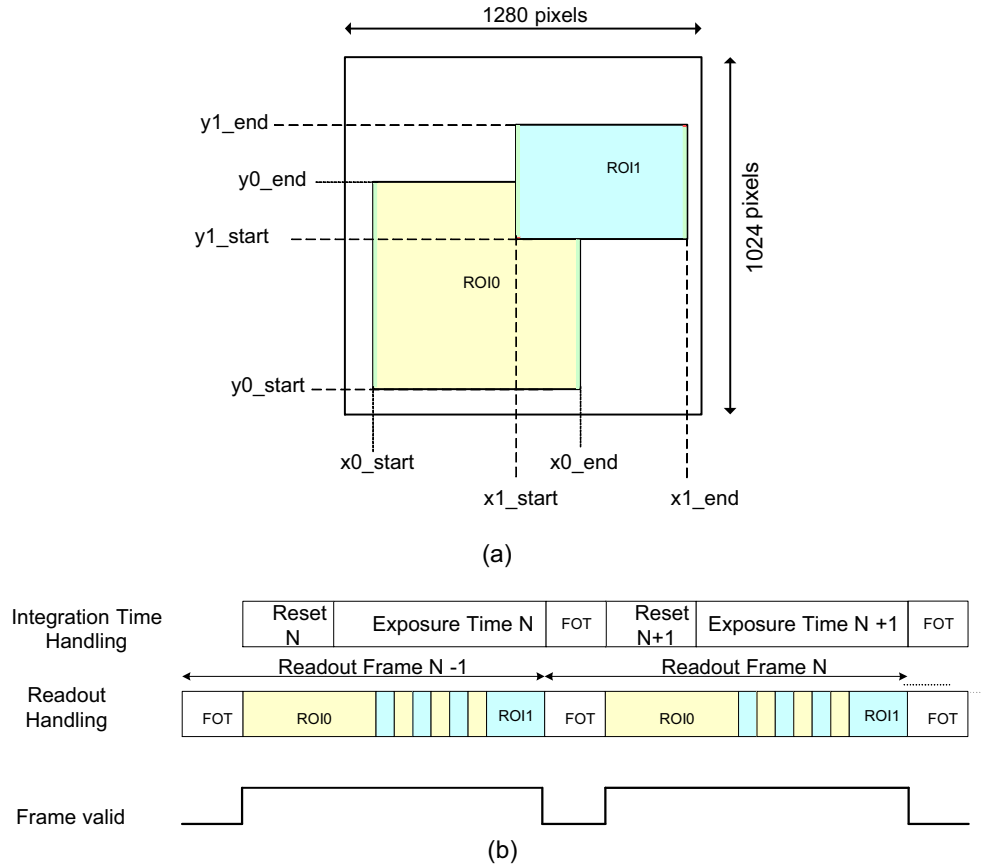 1280 pixels
1024 pixels
y1_end
ROI1
y0_end
y1_start
ROI0
y0_start
x0_start
x0_end
x1_start
x1_end
(a)
Integration Time
Handling
Reset
N
Exposure Time N
FOT
Reset
N+1
Exposure Time N +1
FOT
Readout Frame N -1
Readout Frame N
Readout
Handling
FOT
ROI0
ROI1
FOT
ROI0
ROI1
FOT
Frame valid
(b)